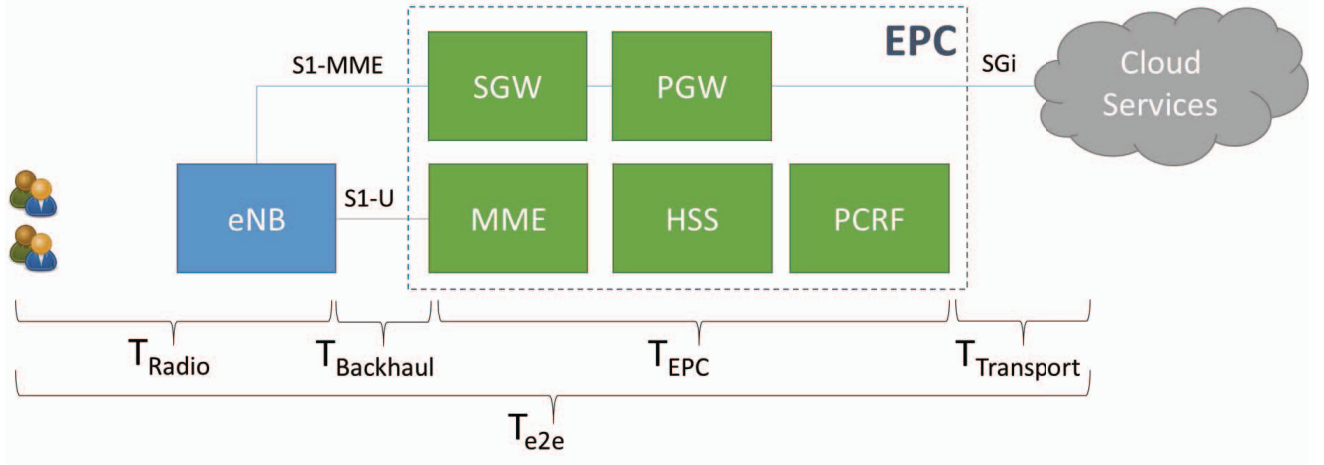 EPC
S1-MME
SGW
PGW
SGi
Cloud
Services
eNB
S1-U
MME
HSS
PCRF
TRadio
TBackhaul
TEPC
TTransport
Te2e